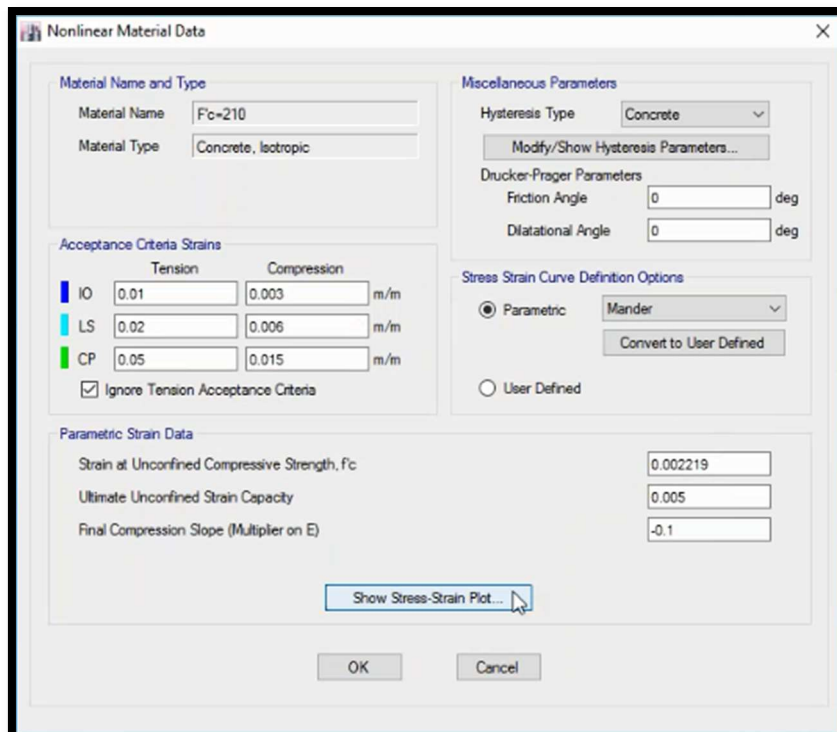 Nonlinear Material Data
Material Name and Type
Material Name F'c=210
Material Type Concrete, Isotropic
Miscellaneous Parameters
Hysteresis Type Concrete
Modify/Show Hysteresis Parameters...
Drucker-Prager Parameters
Friction Angle 0 deg
Dilatational Angle 0 deg
Acceptance Criteria Strains
Tension Compression
IO 0.01 0.003 m/m
LS 0.02 0.006 m/m
CP 0.05 0.015 m/m
Ignore Tension Acceptance Criteria
Stress Strain Curve Definition Options
Parametric Mander
Convert to User Defined
User Defined
Parametric Strain Data
Strain at Unconfined Compressive Strength, f'c 0.002219
Ultimate Unconfined Strain Capacity 0.005
Final Compression Slope (Multiplier on E) -0.1
Show Stress-Strain Plot...
OK Cancel